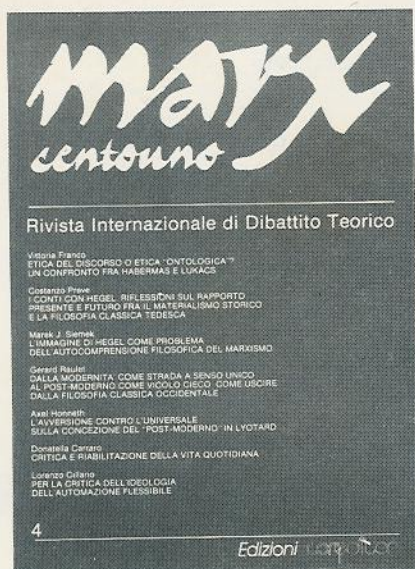 marx
centouno
Rivista Internazionale di Dibattito Teorico
Vittoria Franco
ETICA DEL DISCORSO O ETICA "ONTOLOGICA"?
UN CONFRONTO FRA HABERMAS E LUKÁCS
Costanzo Preve
I CONTI CON HEGEL. RIFLESSIONI SUL RAPPORTO
PRESENTE E FUTURO FRA IL MATERIALISMO STORICO
E LA FILOSOFIA CLASSICA TEDESCA
Marek J. Siemek
L'IMMAGINE DI HEGEL COME PROBLEMA
DELL'AUTOCOMPRENSIONE FILOSOFICA DEL MARXISMO
Gérard Raulet
DALLA MODERNITÀ COME STRADA A SENSO UNICO
AL POST-MODERNO COME VICOLO CIECO. COME USCIRE
DALLA FILOSOFIA CLASSICA OCCIDENTALE
Axel Honneth
L'AVVERSIONE CONTRO L'UNIVERSALE
SULLA CONCEZIONE DEL "POST-MODERNO" IN LYOTARD
Donatella Carraro
CRITICA E RIABILITAZIONE DELLA VITA QUOTIDIANA
Lorenzo Cillario
PER LA CRITICA DELL'IDEOLOGIA
DELL'AUTOMAZIONE FLESSIBILE
4
Edizioni